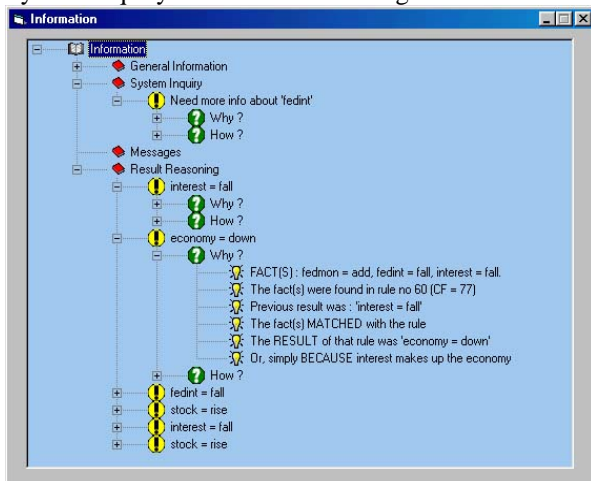 Information
Information
General Information
System Inquiry
Need more info about 'fedint'
Why ?
How ?
Messages
Result Reasoning
interest = fall
Why ?
How ?
economy = down
Why ?
FACT(S) : fedmon = add, fedint = fall, interest = fall.
The fact(s) were found in rule no 60 (CF = 77)
Previous result was : 'interest = fall'
The fact(s) MATCHED with the rule
The RESULT of that rule was 'economy = down'
Or, simply BECAUSE interest makes up the economy
How ?
fedint = fall
stock = rise
interest = fall
stock = rise